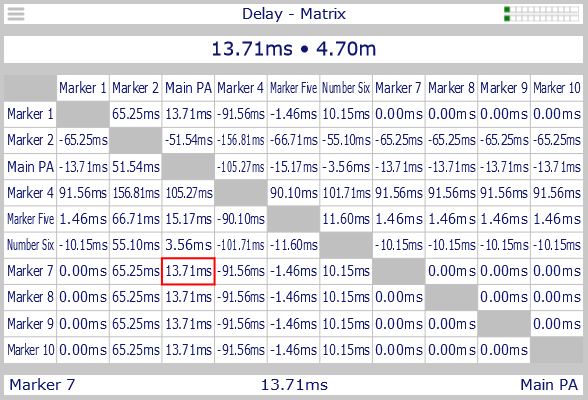 Delay - Matrix
13.71ms • 4.70m
Marker 1 Marker 2 Main PA Marker 4 Marker Five Number Six Marker 7 Marker 8 Marker 9 Marker 10
Marker 1 65.25ms 13.71ms -91.56ms -1.46ms 10.15ms 0.00ms 0.00ms 0.00ms 0.00ms
Marker 2 -65.25ms -51.54ms -156.81ms -66.71ms -55.10ms -65.25ms -65.25ms -65.25ms -65.25ms
Main PA -13.71ms 51.54ms -105.27ms -15.17ms -3.56ms -13.71ms -13.71ms -13.71ms -13.71ms
Marker 4 91.56ms 156.81ms 105.27ms 90.10ms 101.71ms 91.56ms 91.56ms 91.56ms 91.56ms
Marker Five 1.46ms 66.71ms 15.17ms -90.10ms 11.60ms 1.46ms 1.46ms 1.46ms 1.46ms
Number Six -10.15ms 55.10ms 3.56ms -101.71ms -11.60ms -10.15ms -10.15ms -10.15ms -10.15ms
Marker 7 0.00ms 65.25ms 13.71ms -91.56ms -1.46ms 10.15ms 0.00ms 0.00ms 0.00ms
Marker 8 0.00ms 65.25ms 13.71ms -91.56ms -1.46ms 10.15ms 0.00ms 0.00ms 0.00ms
Marker 9 0.00ms 65.25ms 13.71ms -91.56ms -1.46ms 10.15ms 0.00ms 0.00ms 0.00ms
Marker 10 0.00ms 65.25ms 13.71ms -91.56ms -1.46ms 10.15ms 0.00ms 0.00ms 0.00ms
Marker 7 13.71ms Main PA